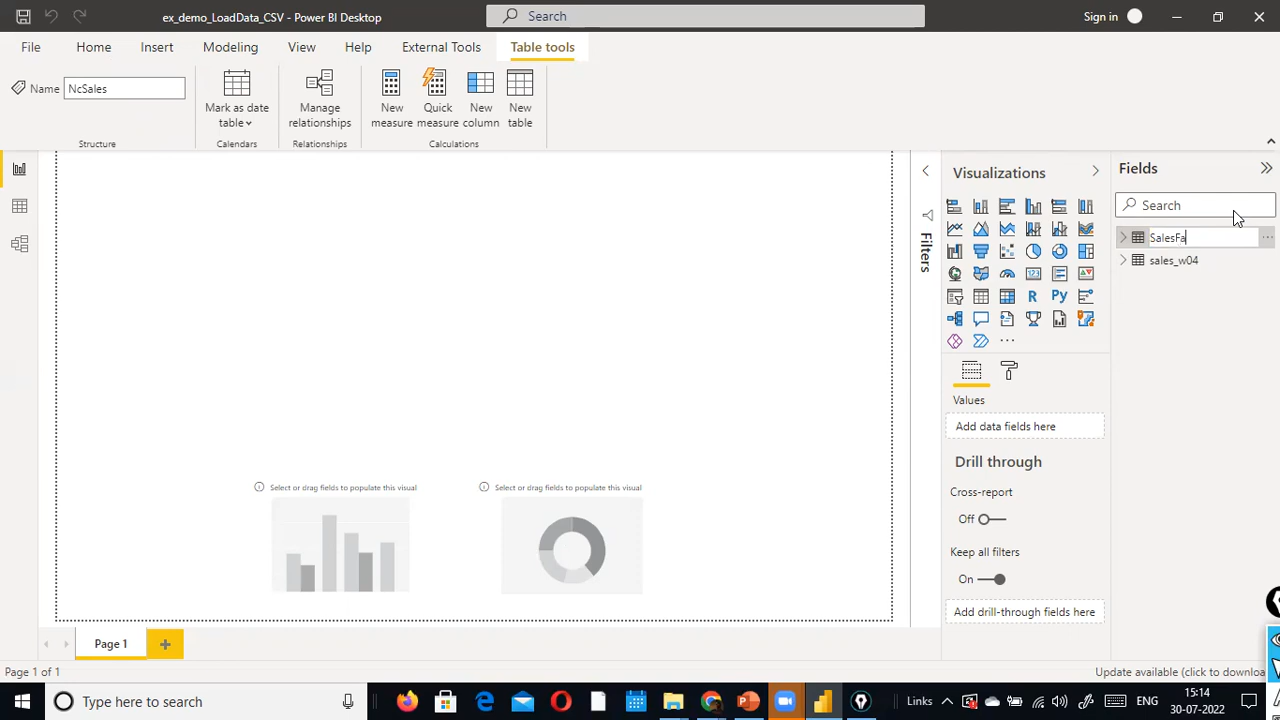 ex_demo_LoadData_CSV - Power BI Desktop
Search
Sign in
File
Home
Insert
Modeling
View
Help
External Tools
Table tools
Name
NcSales
Mark as date
table
Manage
relationships
New
measure
Quick
measure
New
column
New
table
Structure
Calendars
Relationships
Calculations
Filters
Visualizations
Fields
Search
SalesFa
sales_w04
R
Py
123
Values
Add data fields here
Drill through
Cross-report
Off
Keep all filters
On
Add drill-through fields here
Select or drag fields to populate this visual
Select or drag fields to populate this visual
Page 1
Page 1 of 1
Update available (click to downloa
Type here to search
Links
ENG
15:14
30-07-2022